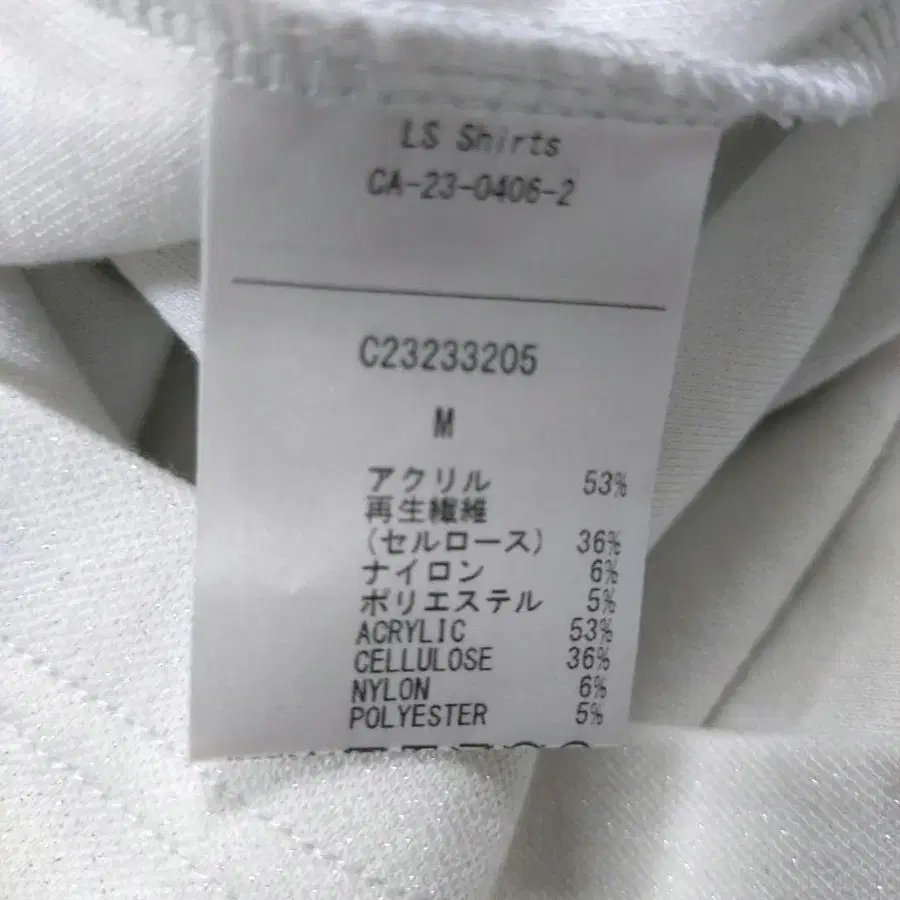 LS Shirts
CA-23-0406-2
C23233205
M
アクリル 53%
再生繊維
(セルロース) 36%
ナイロン 6%
ポリエステル 5%
ACRYLIC 53%
CELLULOSE 36%
NYLON 6%
POLYESTER 5%